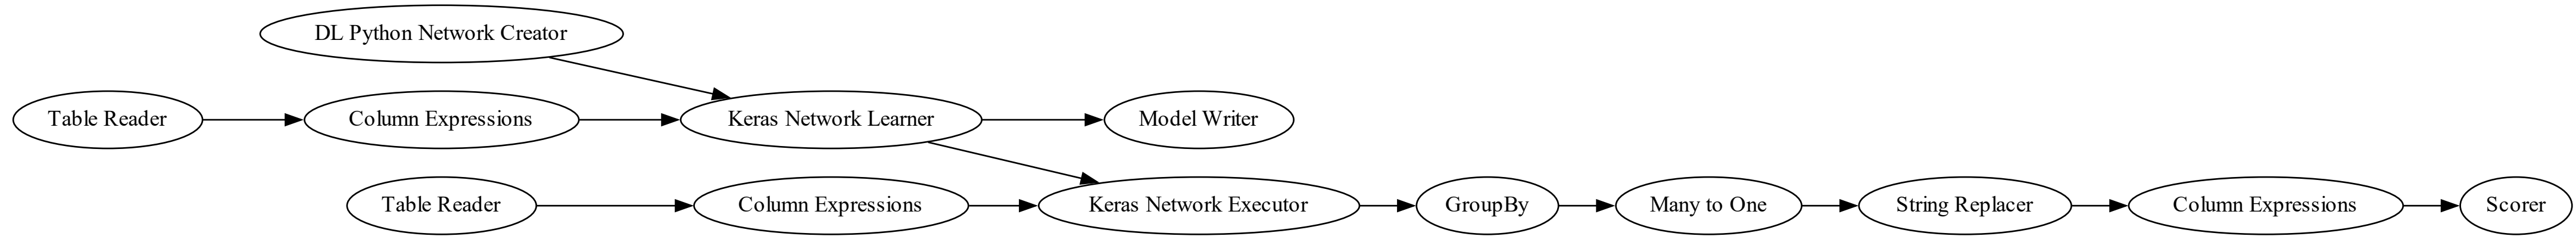 DL Python Network Creator
Table Reader
Column Expressions
Keras Network Learner
Model Writer
Table Reader
Column Expressions
Keras Network Executor
GroupBy
Many to One
String Replacer
Column Expressions
Scorer